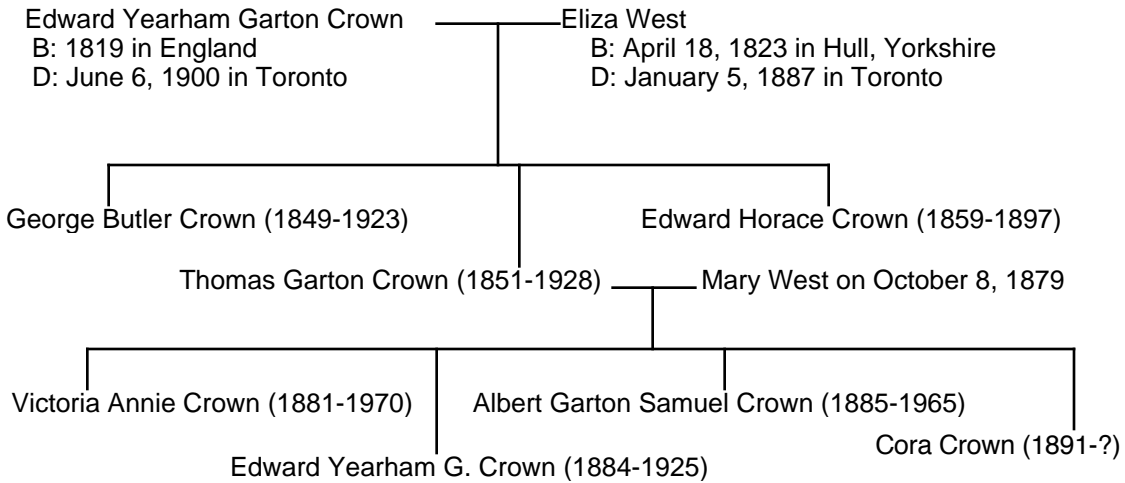 Edward Yearham Garton Crown Eliza West
B: 1819 in England B: April 18, 1823 in Hull, Yorkshire
D: June 6, 1900 in Toronto D: January 5, 1887 in Toronto
George Butler Crown (1849-1923) Edward Horace Crown (1859-1897)
Thomas Garton Crown (1851-1928) Mary West on October 8, 1879
Victoria Annie Crown (1881-1970) Albert Garton Samuel Crown (1885-1965)
Cora Crown (1891-?)
Edward Yearham G. Crown (1884-1925)